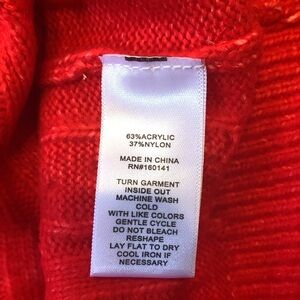 63%ACRYLIC
37%NYLON
MADE IN CHINA
RN#160141
TURN GARMENT
INSIDE OUT
MACHINE WASH
COLD
WITH LIKE COLORS
GENTLE CYCLE
DO NOT BLEACH
RESHAPE
LAY FLAT TO DRY
COOL IRON IF
NECESSARY